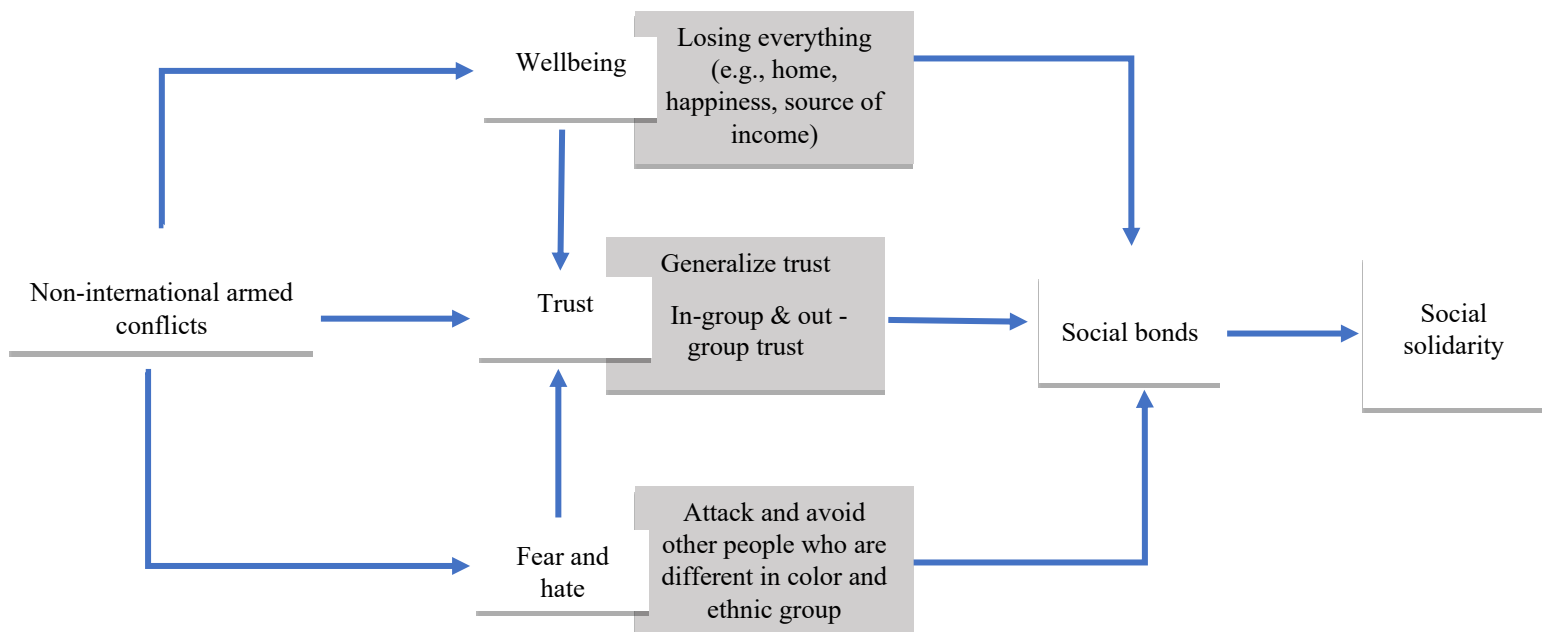 Wellbeing
Losing everything
(e.g., home,
happiness, source of
income)
Non-international armed
conflicts
Trust
Generalize trust
In-group & out -
group trust
Social bonds
Social
solidarity
Fear and
hate
Attack and avoid
other people who are
different in color and
ethnic group